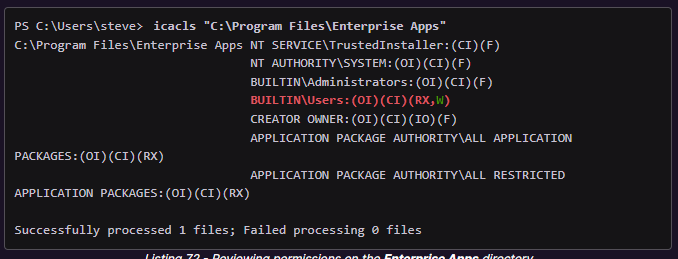 PS C:\Users\steve> icacls "C:\Program Files\Enterprise Apps"
C:\Program Files\Enterprise Apps NT SERVICE\TrustedInstaller:(CI)(F)
NT AUTHORITY\SYSTEM:(OI)(CI)(F)
BUILTIN\Administrators:(OI)(CI)(F)
BUILTIN\Users:(OI)(CI)(RX,W)
CREATOR OWNER:(OI)(CI)(IO)(F)
APPLICATION PACKAGE AUTHORITY\ALL APPLICATION
PACKAGES:(OI)(CI)(RX)
APPLICATION PACKAGE AUTHORITY\ALL RESTRICTED
APPLICATION PACKAGES:(OI)(CI)(RX)
Successfully processed 1 files; Failed processing 0 files
Listing 72 - Reviewing permissions on the Enterprise Apps directory